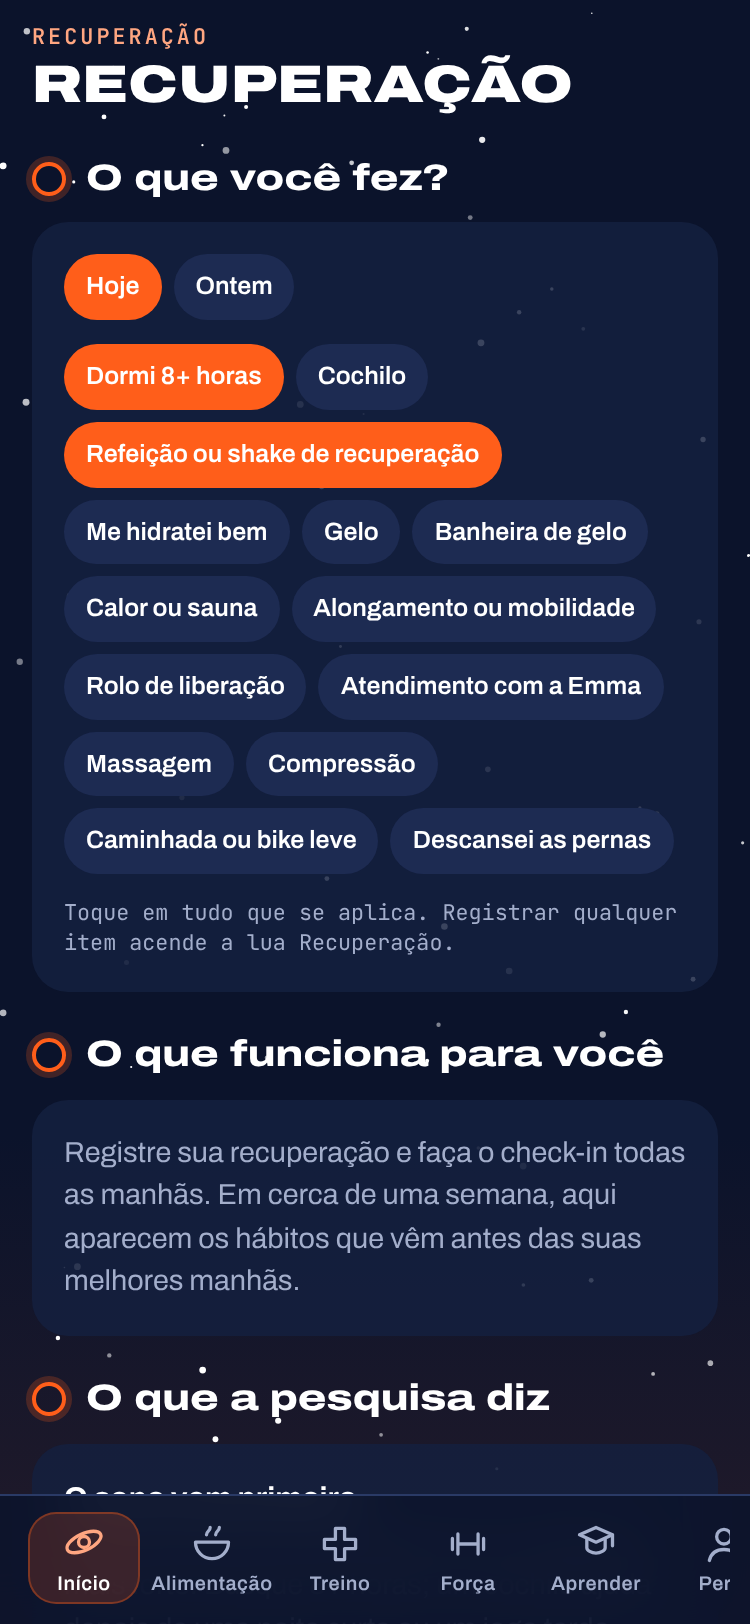 RECUPERAÇÃO
RECUPERAÇÃO
O que você fez?
Hoje
Ontem
Dormi 8+ horas
Cochilo
Refeição ou shake de recuperação
Me hidratei bem
Gelo
Banheira de gelo
Calor ou sauna
Alongamento ou mobilidade
Rolo de liberação
Atendimento com a Emma
Massagem
Compressão
Caminhada ou bike leve
Descansei as pernas
Toque em tudo que se aplica. Registrar qualquer
item acende a lua Recuperação.
O que funciona para você
Registre sua recuperação e faça o check-in todas
as manhãs. Em cerca de uma semana, aqui
aparecem os hábitos que vêm antes das suas
melhores manhãs.
O que a pesquisa diz
O sono vem primeiro
Início
Alimentação
Treino
Força
Aprender
Per